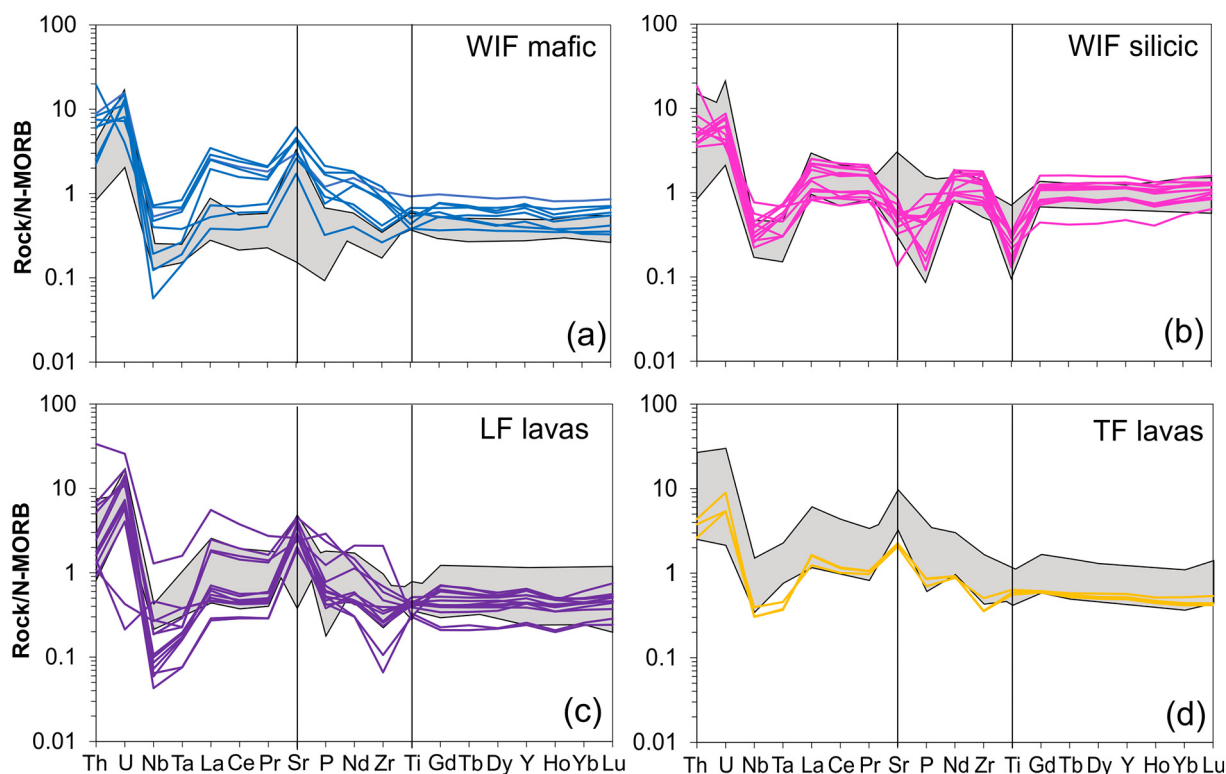 100
10
1
0.1
0.01
Rock/N-MORB
WIF mafic
(a)
100
10
1
0.1
0.01
WIF silicic
(b)
100
10
1
0.1
0.01
Rock/N-MORB
LF lavas
(c)
Th U Nb Ta La Ce Pr Sr P Nd Zr Ti Gd Tb Dy Y Ho Yb Lu
100
10
1
0.1
0.01
TF lavas
(d)
Th U Nb Ta La Ce Pr Sr P Nd Zr Ti Gd Tb Dy Y Ho Yb Lu